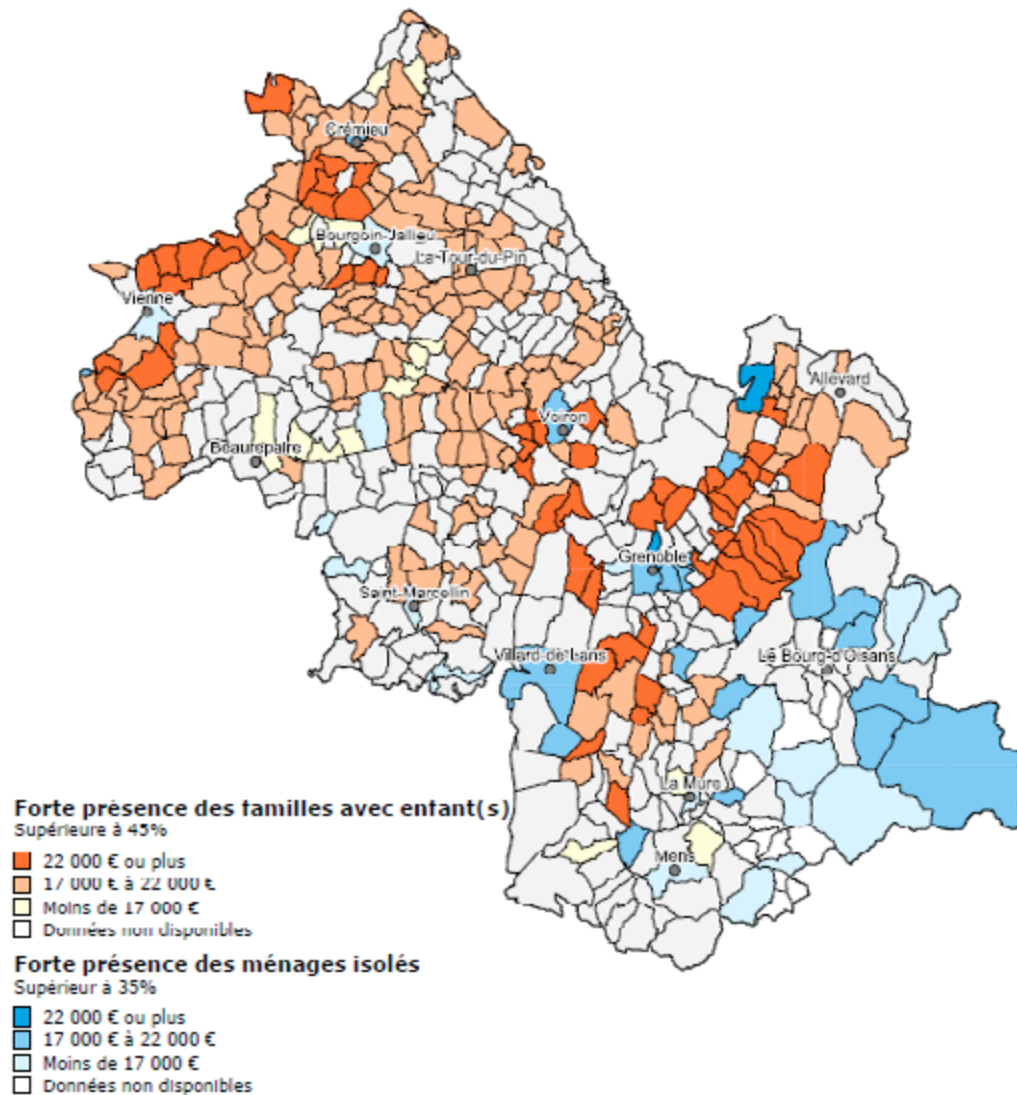 Crémieu
Bourgoin-Jallieu
La-Tour-du-Pin
Vienne
Allevard
Voiron
Beaurepaire
Grenoble
Saint-Marcellin
Villard-de-Lans
Le Bourg-d'Oisans
La Mure
Mens
Forte présence des familles avec enfant(s)
Supérieure à 45%
22 000 € ou plus
17 000 € à 22 000 €
Moins de 17 000 €
Données non disponibles
Forte présence des ménages isolés
Supérieur à 35%
22 000 € ou plus
17 000 € à 22 000 €
Moins de 17 000 €
Données non disponibles